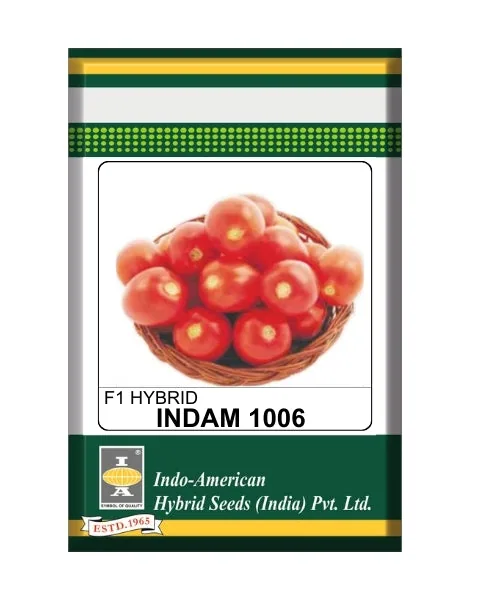 F1 HYBRID
INDAM 1006
I
A
®
SYMBOL OF QUALITY
ESTD.1965
Indo-American
Hybrid Seeds (India) Pvt. Ltd.